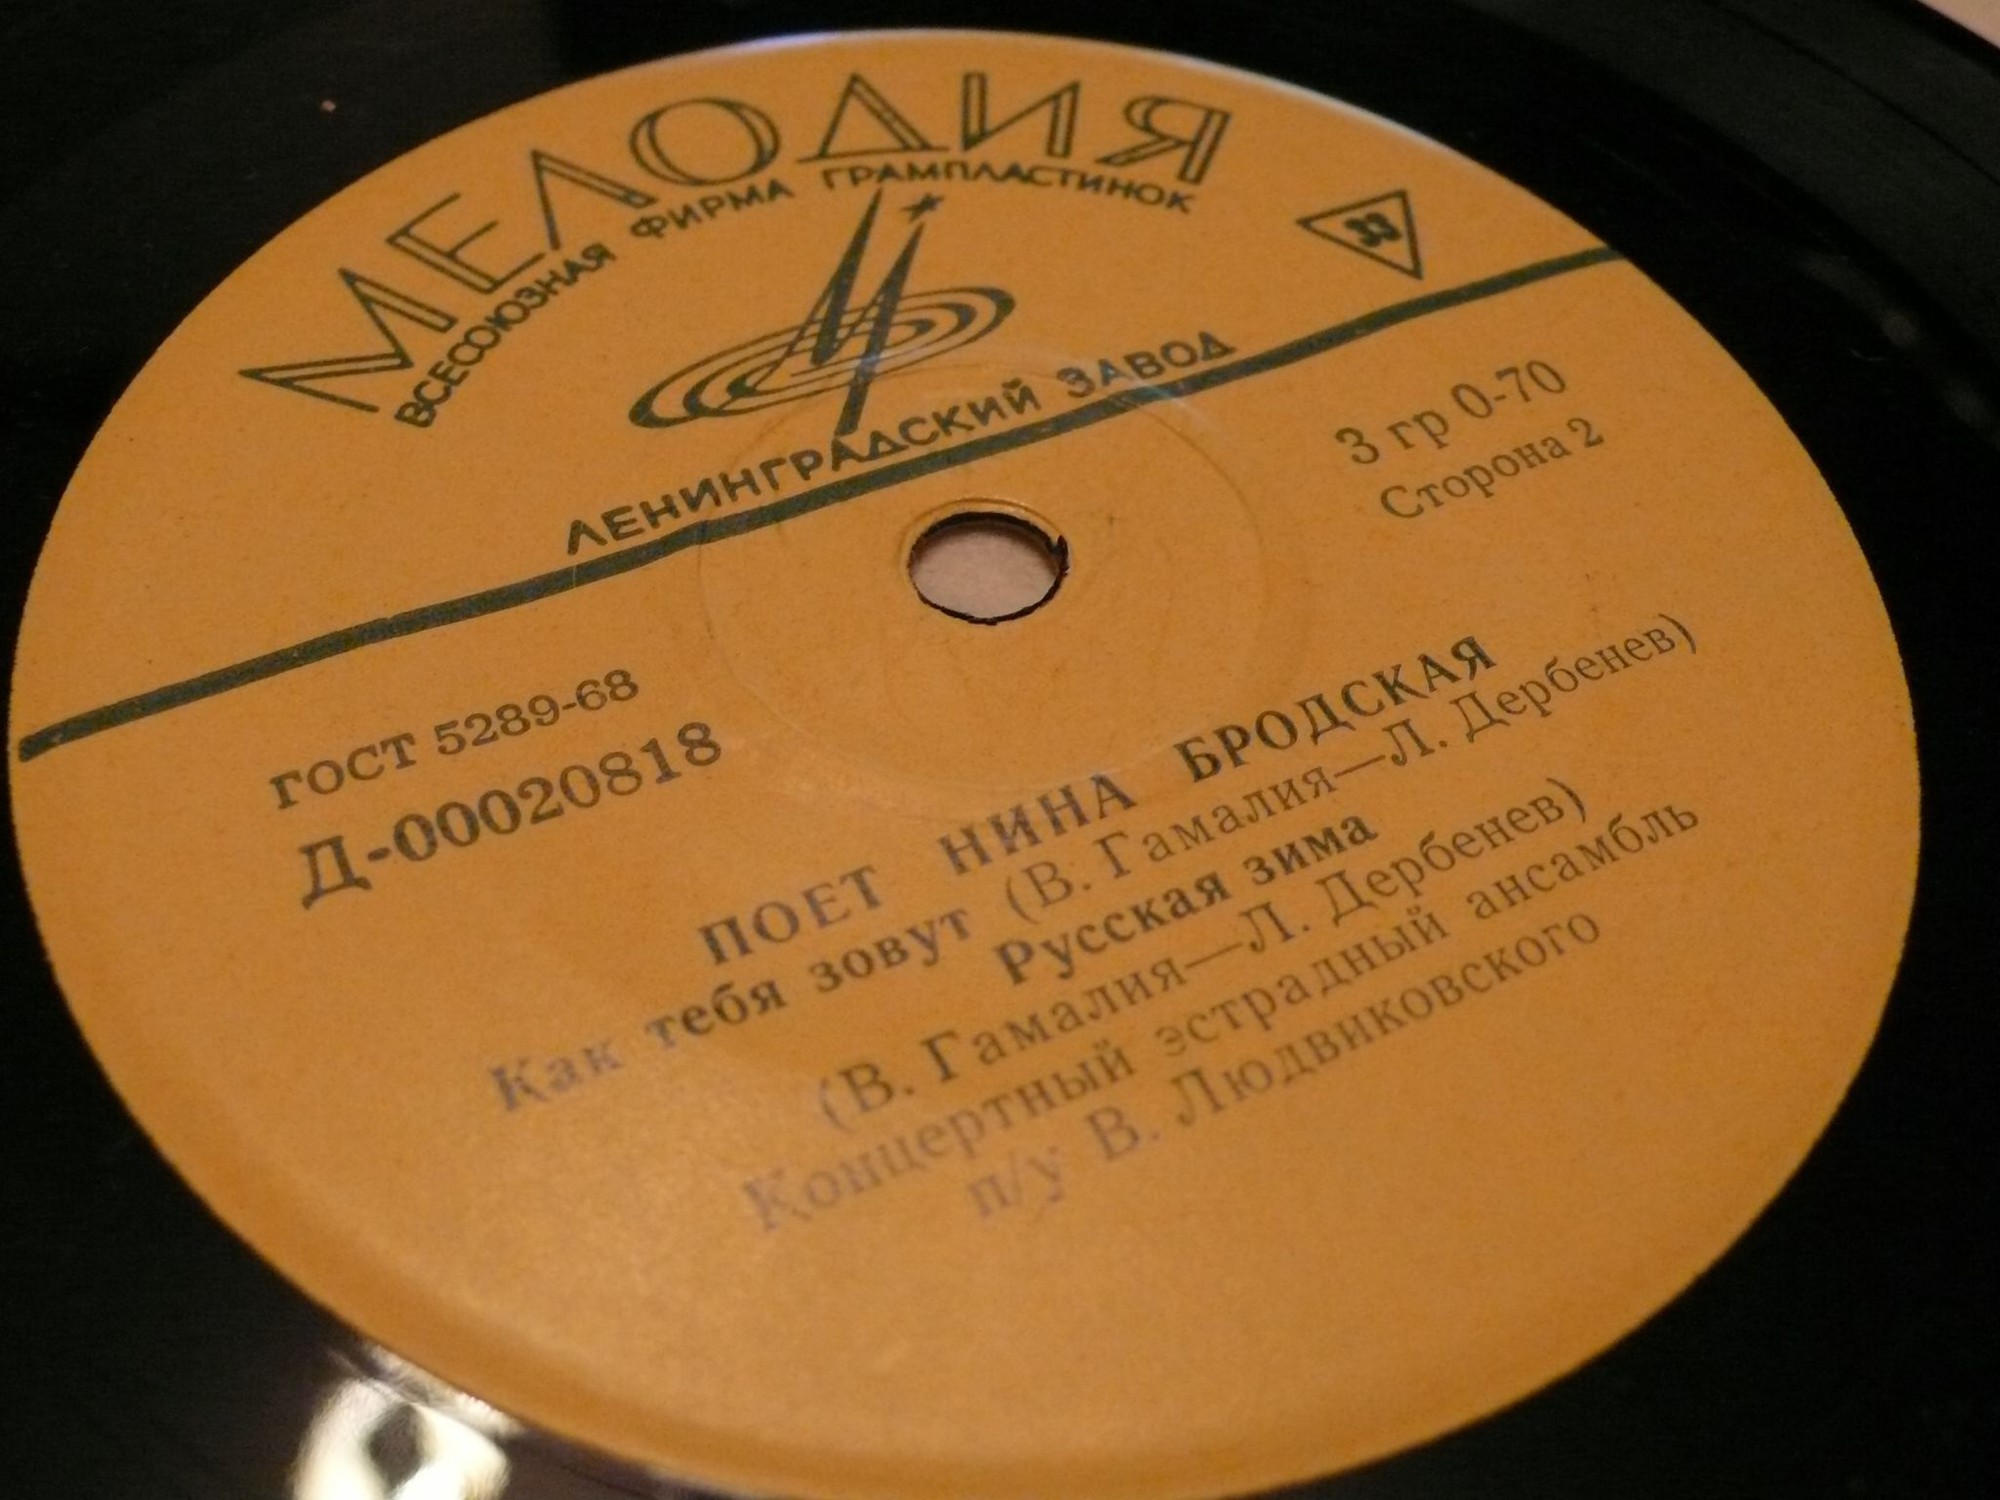 МЕЛОДИЯ
ВСЕСОЮЗНАЯ ФИРМА ГРАМПЛАСТИНОК
33
ЛЕНИНГРАДСКИЙ ЗАВОД
3 гр 0-70
Сторона 2
ГОСТ 5289-68
Д-00020818
ПОЕТ НИНА БРОДСКАЯ
Как тебя зовут (В. Гамалия—Л. Дербенев)
Русская зима
(В. Гамалия—Л. Дербенев)
Концертный эстрадный ансамбль
п/у В. Людвиковского